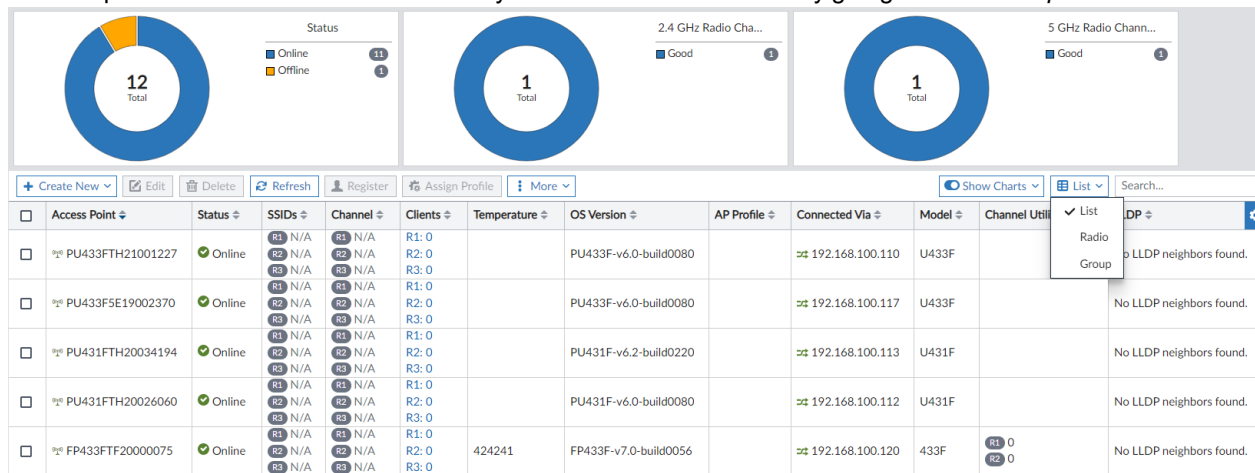 Status
Online 11
Offline 1
12
Total
2.4 GHz Radio Cha...
Good 1
1
Total
5 GHz Radio Chann...
Good 1
1
Total
+ Create New Edit Delete Refresh Register Assign Profile More Show Charts List Search...
Access Point Status SSIDs Channel Clients Temperature OS Version AP Profile Connected Via Model Channel Utili LDP
List
Radio
Group
R1 N/A R1 N/A R1: 0
PU433FTH21001227 Online R2 N/A R2 N/A R2: 0 PU433F-v6.0-build0080 192.168.100.110 U433F o LLDP neighbors found.
R3 N/A R3 N/A R3: 0
R1 N/A R1 N/A R1: 0
PU433F5E19002370 Online R2 N/A R2 N/A R2: 0 PU433F-v6.0-build0080 192.168.100.117 U433F No LLDP neighbors found.
R3 N/A R3 N/A R3: 0
R1 N/A R1 N/A R1: 0
PU431FTH20034194 Online R2 N/A R2 N/A R2: 0 PU431F-v6.2-build0220 192.168.100.113 U431F No LLDP neighbors found.
R3 N/A R3 N/A R3: 0
R1 N/A R1 N/A R1: 0
PU431FTH20026060 Online R2 N/A R2 N/A R2: 0 PU431F-v6.0-build0080 192.168.100.112 U431F No LLDP neighbors found.
R3 N/A R3 N/A R3: 0
R1 N/A R1 N/A R1: 0 R1 0
FP433FTF20000075 Online R2 N/A R2 N/A R2: 0 424241 FP433F-v7.0-build0056 192.168.100.120 433F R2 0 No LLDP neighbors found.
R3 N/A R3 N/A R3: 0